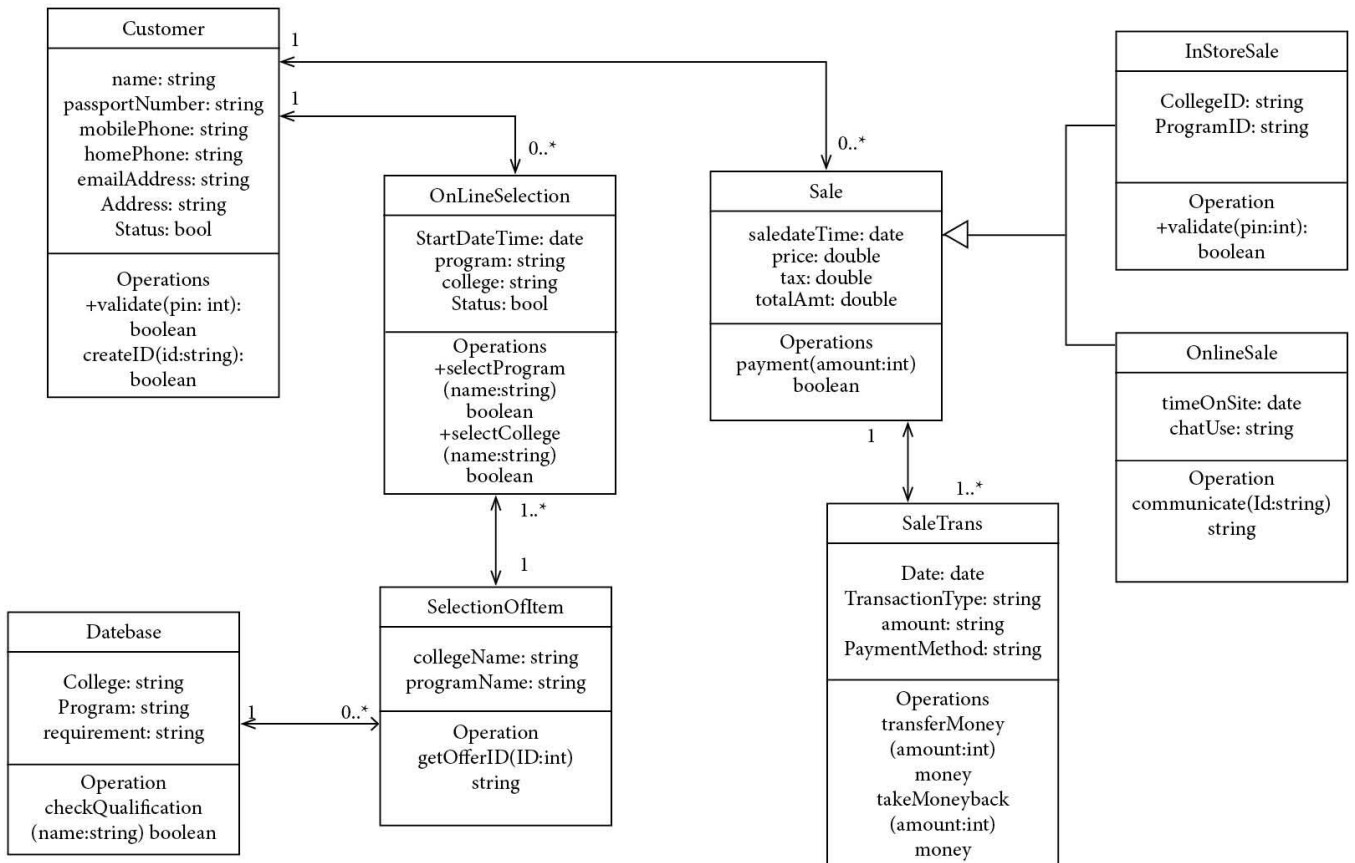 Customer
name: string
passportNumber: string
mobilePhone: string
homePhone: string
emailAddress: string
Address: string
Status: bool
Operations
+validate(pin: int):
boolean
createID(id:string):
boolean
1
1
0..*
0..*
OnLineSelection
StartDateTime: date
program: string
college: string
Status: bool
Operations
+selectProgram
(name:string)
boolean
+selectCollege
(name:string)
boolean
1..*
1
Sale
saledateTime: date
price: double
tax: double
totalAmt: double
Operations
payment(amount:int)
boolean
1
1..*
InStoreSale
CollegeID: string
ProgramID: string
Operation
+validate(pin:int):
boolean
OnlineSale
timeOnSite: date
chatUse: string
Operation
communicate(Id:string)
string
SaleTrans
Date: date
TransactionType: string
amount: string
PaymentMethod: string
Operations
transferMoney
(amount:int)
money
takeMoneyback
(amount:int)
money
SelectionOfItem
collegeName: string
programName: string
Operation
getOfferID(ID:int)
string
1
0..*
Datebase
College: string
Program: string
requirement: string
Operation
checkQualification
(name:string) boolean